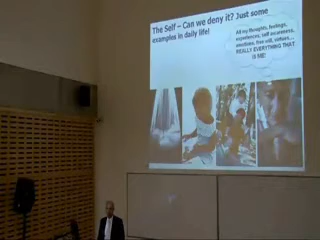 The Self – Can we deny it? Just some
examples in daily life!
All my thoughts, feelings,
experiences, self awareness,
emotions, free will, virtues...
REALLY EVERYTHING THAT
IS ME!